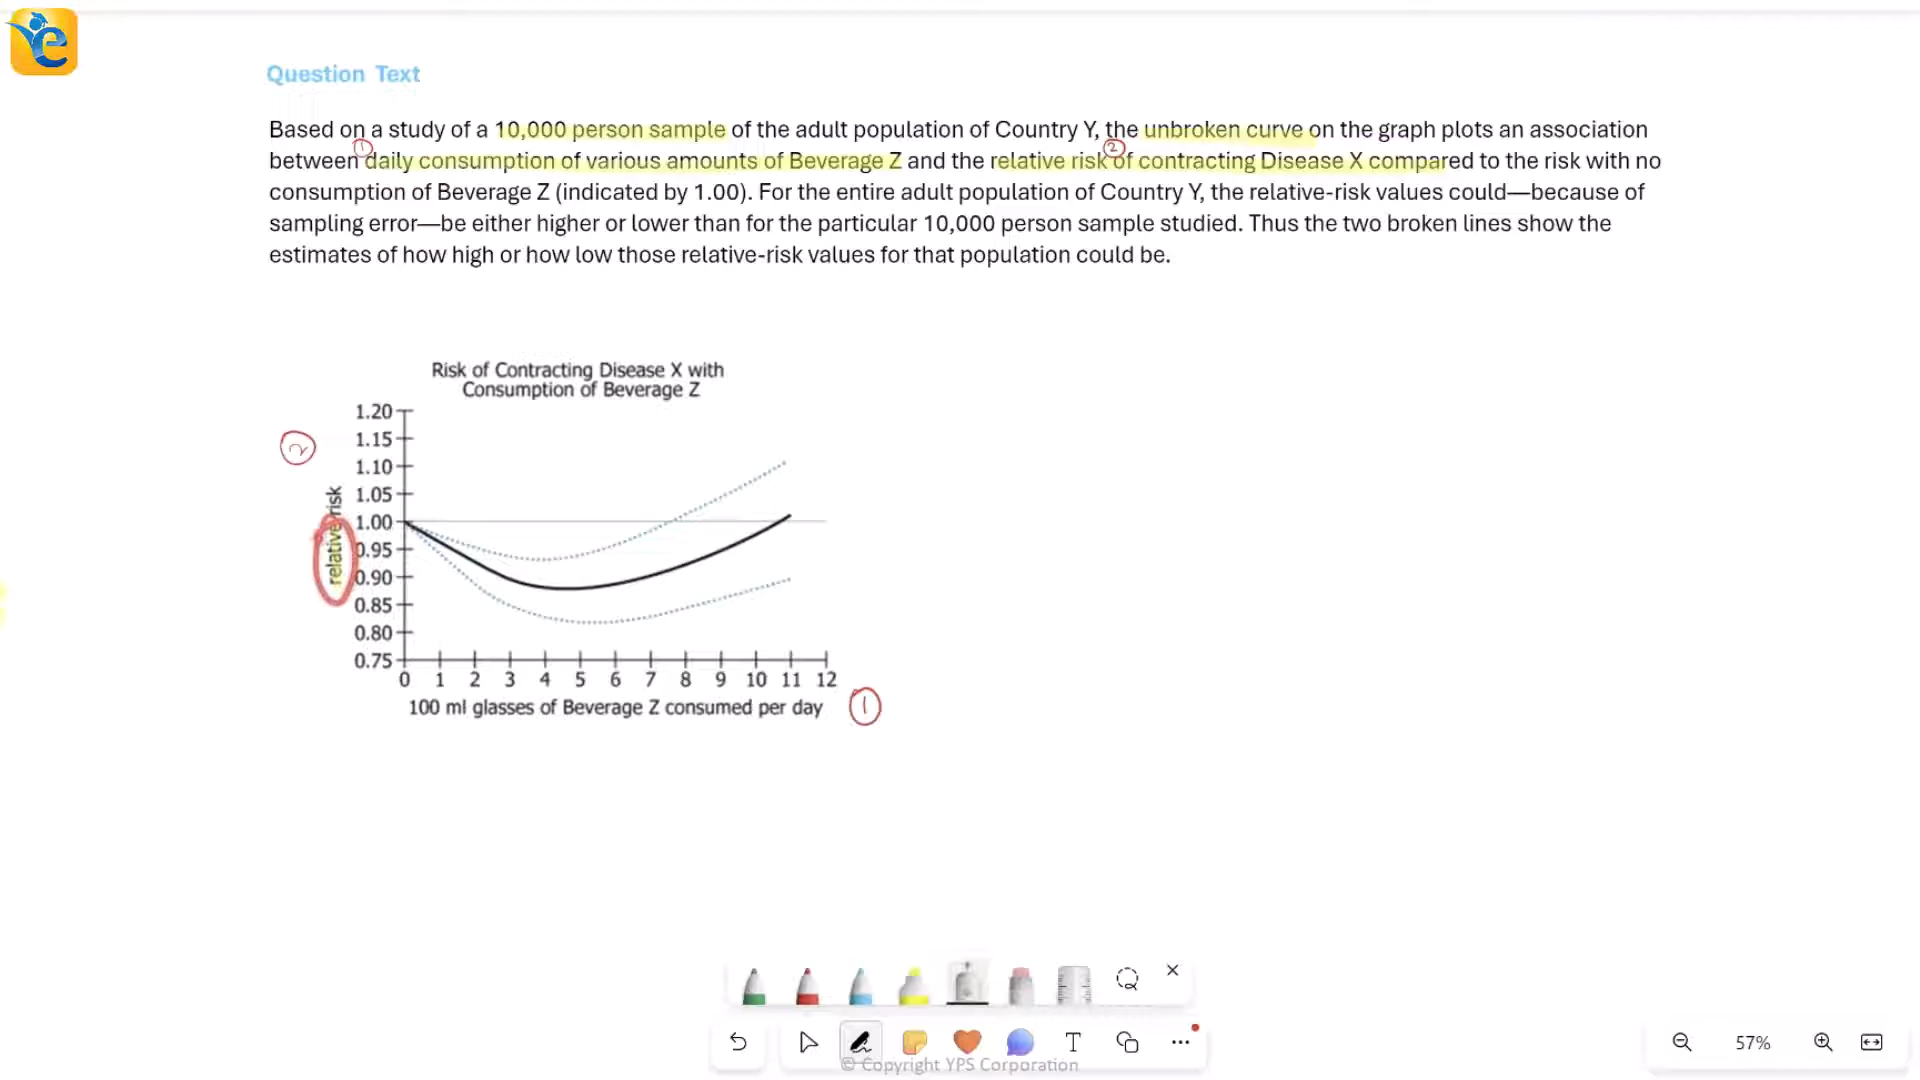 Question Text
Based on a study of a 10,000 person sample of the adult population of Country Y, the unbroken curve on the graph plots an association
① ②
between daily consumption of various amounts of Beverage Z and the relative risk of contracting Disease X compared to the risk with no
consumption of Beverage Z (indicated by 1.00). For the entire adult population of Country Y, the relative-risk values could—because of
sampling error—be either higher or lower than for the particular 10,000 person sample studied. Thus the two broken lines show the
estimates of how high or how low those relative-risk values for that population could be.
Risk of Contracting Disease X with
Consumption of Beverage Z
1.20
1.15
1.10
1.05
1.00
0.95
0.90
0.85
0.80
0.75
②
relative risk
0 1 2 3 4 5 6 7 8 9 10 11 12
100 ml glasses of Beverage Z consumed per day ①
T
57%
© Copyright YPS Corporation